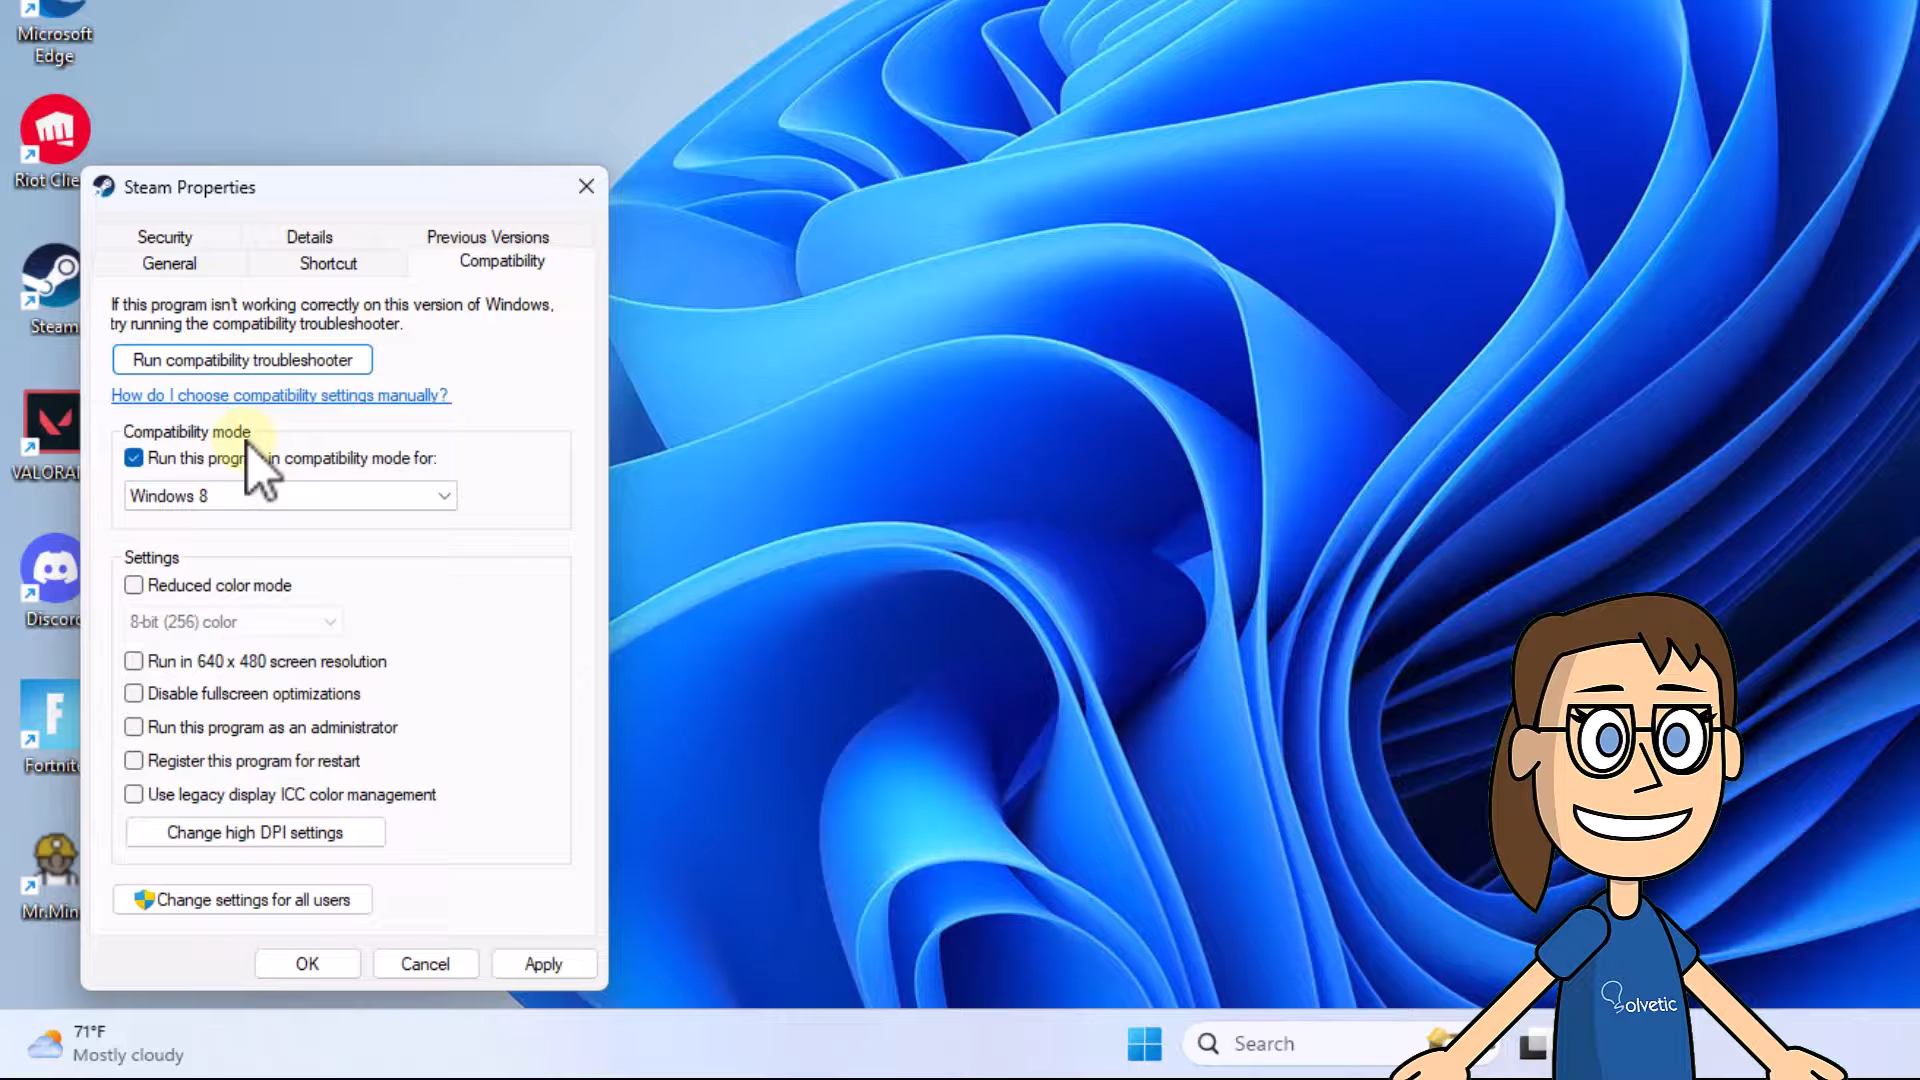 Microsoft
Edge
Riot Clie
Steam
VALORA
Discord
Fortnite
Mr.Min
Steam Properties
Security
Details
Previous Versions
General
Shortcut
Compatibility
If this program isn't working correctly on this version of Windows,
try running the compatibility troubleshooter.
Run compatibility troubleshooter
How do I choose compatibility settings manually?
Compatibility mode
Run this progr in compatibility mode for:
Windows 8
Settings
Reduced color mode
8-bit (256) color
Run in 640 x 480 screen resolution
Disable fullscreen optimizations
Run this program as an administrator
Register this program for restart
Use legacy display ICC color management
Change high DPI settings
Change settings for all users
OK
Cancel
Apply
71°F
Mostly cloudy
Search
Solvetic